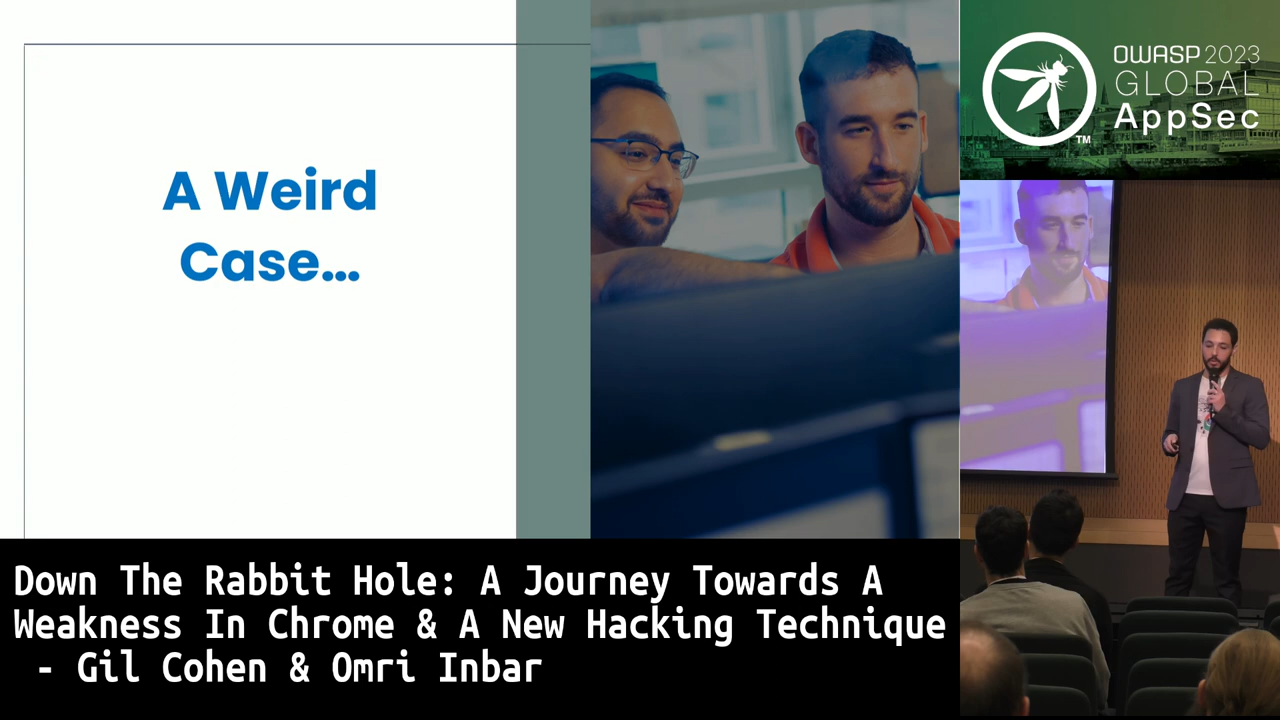 A Weird
Case...
OWASP 2023
GLOBAL
AppSec
TM
Down The Rabbit Hole: A Journey Towards A
Weakness In Chrome & A New Hacking Technique
- Gil Cohen & Omri Inbar